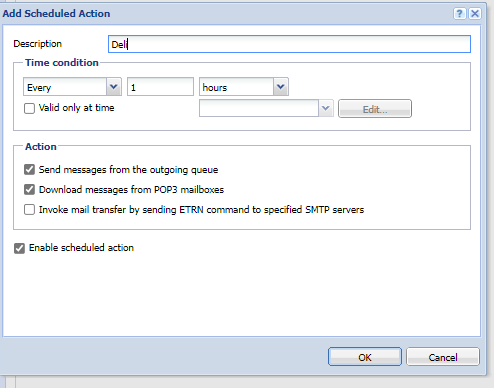 Add Scheduled Action
Description Deli
Time condition
Every 1 hours
Valid only at time Edit...
Action
Send messages from the outgoing queue
Download messages from POP3 mailboxes
Invoke mail transfer by sending ETRN command to specified SMTP servers
Enable scheduled action
OK Cancel